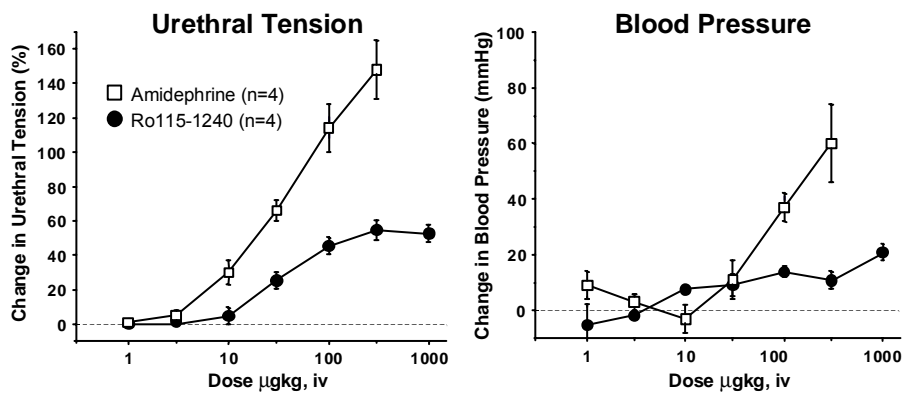 Urethral Tension
Change in Urethral Tension (%)
160
140
120
100
80
60
40
20
0
Amidephrine (n=4)
Ro115-1240 (n=4)
1
10
100
1000
Dose μgkg, iv
Blood Pressure
Change in Blood Pressure (mmHg)
100
80
60
40
20
0
1
10
100
1000
Dose μgkg, iv